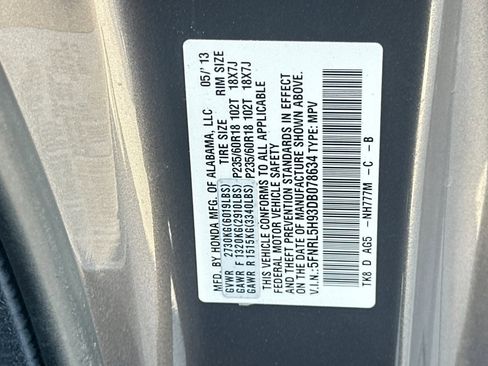 MFD. BY HONDA MFG. OF ALABAMA, LLC 05/'13
TIRE SIZE RIM SIZE
GVWR 2730KG(6019LBS)
GAWR F 1320KG(2910LBS) P235/60R18 102T 18X7J
GAWR R 1515KG(3340LBS) P235/60R18 102T 18X7J
THIS VEHICLE CONFORMS TO ALL APPLICABLE
FEDERAL MOTOR VEHICLE SAFETY STANDARDS
AND THEFT PREVENTION STANDARDS IN EFFECT
ON THE DATE OF MANUFACTURE SHOWN ABOVE.
V.I.N: 5FNRL5H93DB078634 TYPE: MPV
TK8 D AG5 -NH777M -C -B